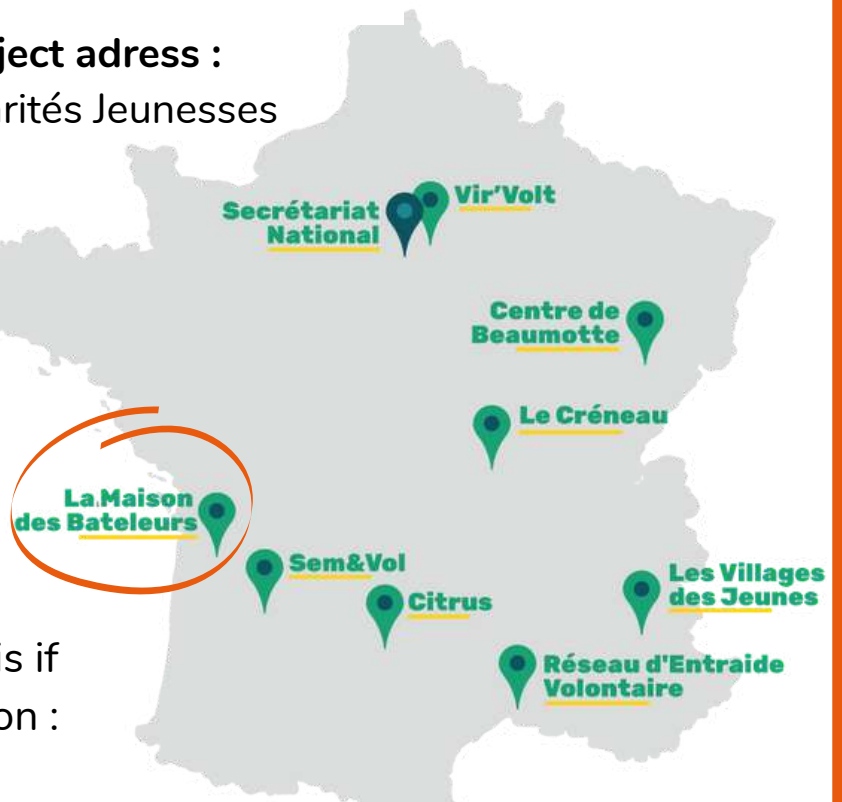 ject adress :
arités Jeunesses
Secrétariat
National
Vir'Volt
Centre de
Beaumotte
Le Créneau
La Maison
des Bateleurs
Sem&Vol
Citrus
Les Villages
des Jeunes
Réseau d'Entraide
Volontaire
is if
on :